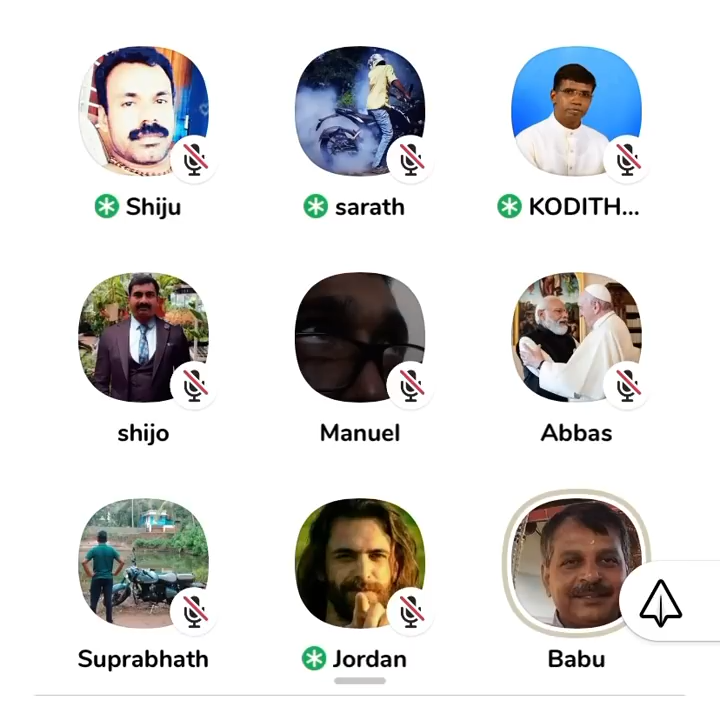 Shiju
sarath
KODITH...
shijo
Manuel
Abbas
Suprabhath
Jordan
Babu